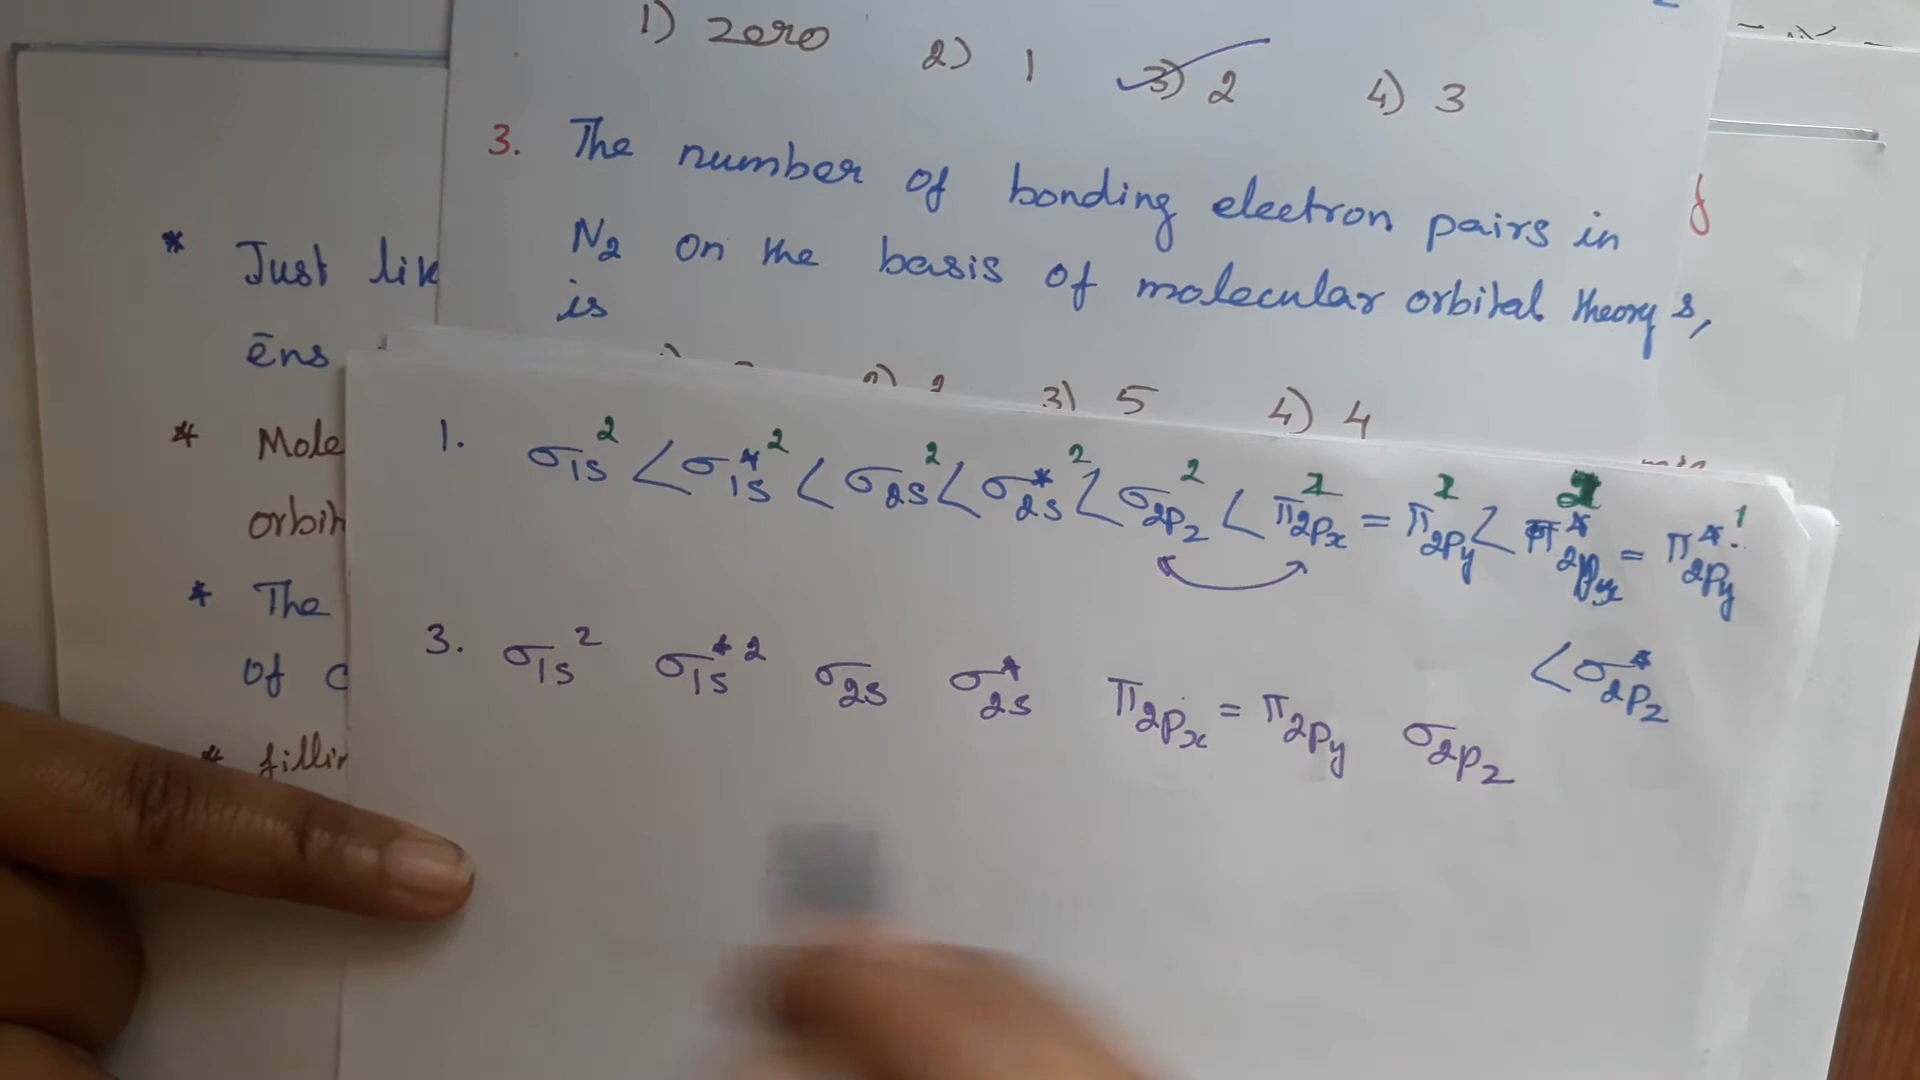 1) zero 2) 1 3) 2 4) 3
3. The number of bonding electron pairs in
N2 on the basis of molecular orbital theory s,
is
3) 5 4) 4
* Just lik
ēns
* Mole
orbit
* The
of c
* fillin
1. σ1s² < σ*1s² < σ2s² < σ*2s² < σ2pz² < π2px² = π2py² < π*2px² = π*2py¹
< σ*2pz
3. σ1s² σ*1s² σ2s σ*2s π2px = π2py σ2pz